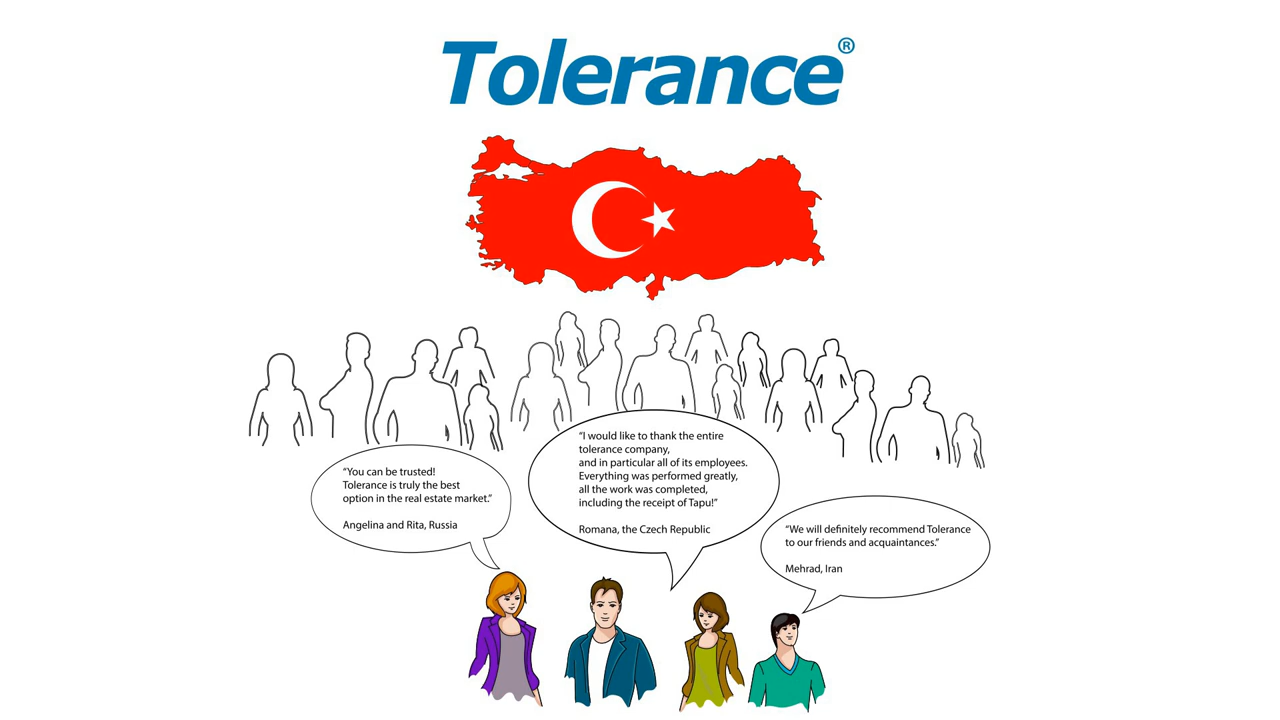 Tolerance®
“You can be trusted!
Tolerance is truly the best
option in the real estate market.”
Angelina and Rita, Russia
“I would like to thank the entire
tolerance company,
and in particular all of its employees.
Everything was performed greatly,
all the work was completed,
including the receipt of Tapu!”
Romana, the Czech Republic
“We will definitely recommend Tolerance
to our friends and acquaintances.”
Mehrad, Iran